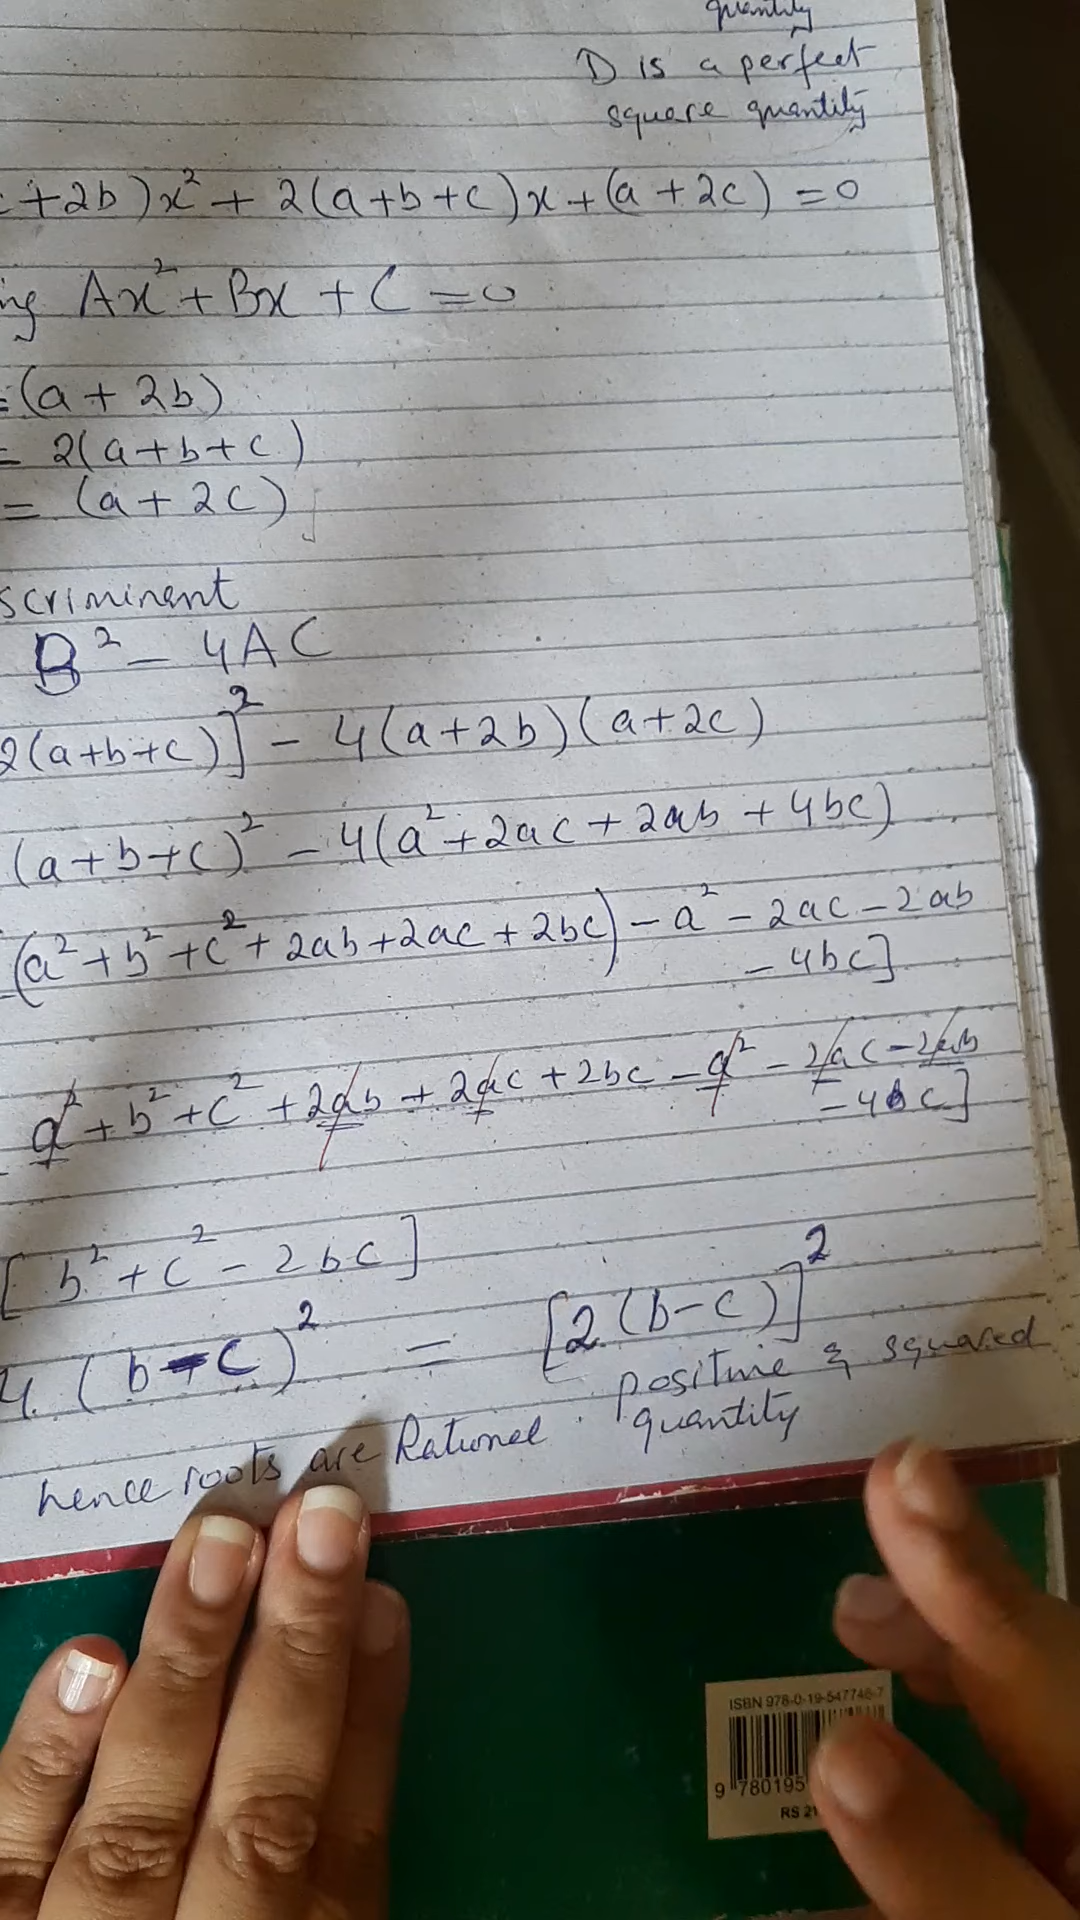 quantity
D is a perfect
square quantity
+2b)x² + 2(a+b+c)x+(a+2c) = 0
ing Ax²+Bx+C=0
=(a+2b)
= 2(a+b+c)
= (a+2c)
scriminent
B² - 4AC
2(a+b+c)]² - 4(a+2b)(a+2c)
(a+b+c)² - 4(a²+2ac+2ab+4bc)
(a²+b²+c²+2ab+2ac+2bc)-a²-2ac-2ab
-4bc]
a²+b²+c²+2ab+2ac+2bc-a²-2ac-2ab
-4bc]
[b²+c²-2bc]
4(b-c)² = [2(b-c)]²
positive & squared
quantity
hence roots are Rational.
ISBN 978-0-19-547746-7
9 780195
RS 21